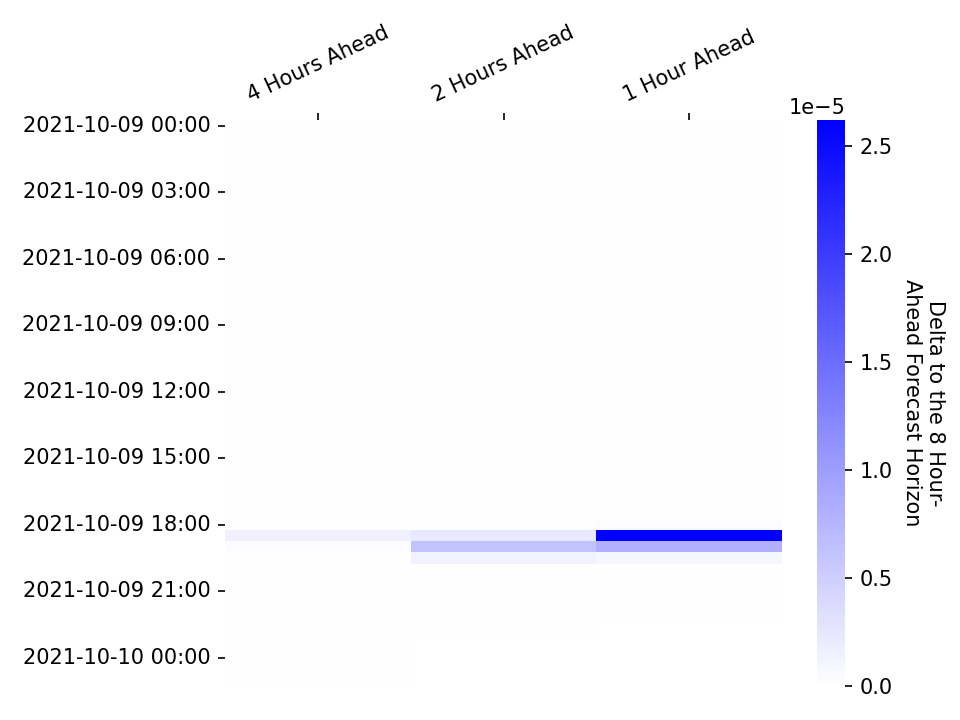 4 Hours Ahead
2 Hours Ahead
1 Hour Ahead
2021-10-09 00:00
2021-10-09 03:00
2021-10-09 06:00
2021-10-09 09:00
2021-10-09 12:00
2021-10-09 15:00
2021-10-09 18:00
2021-10-09 21:00
2021-10-10 00:00
1e−5
2.5
2.0
1.5
1.0
0.5
0.0
Delta to the 8 Hour-
Ahead Forecast Horizon